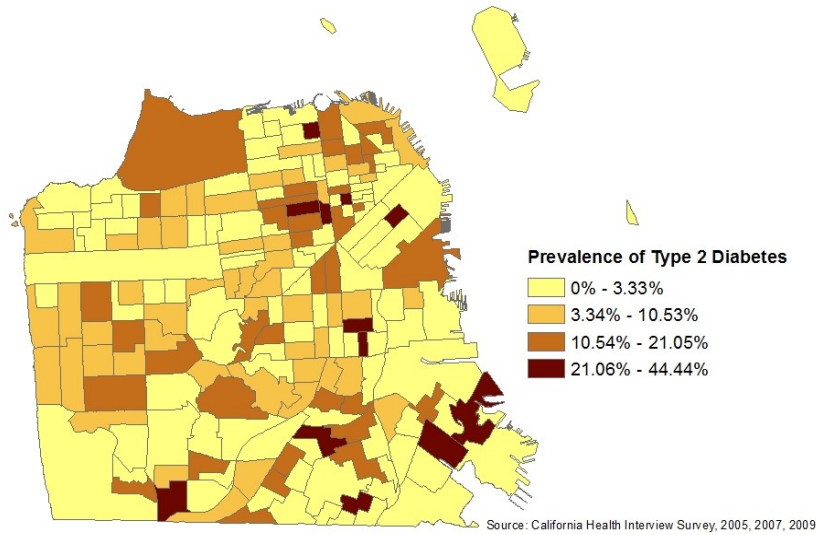 Prevalence of Type 2 Diabetes
0% - 3.33%
3.34% - 10.53%
10.54% - 21.05%
21.06% - 44.44%
Source: California Health Interview Survey, 2005, 2007, 2009